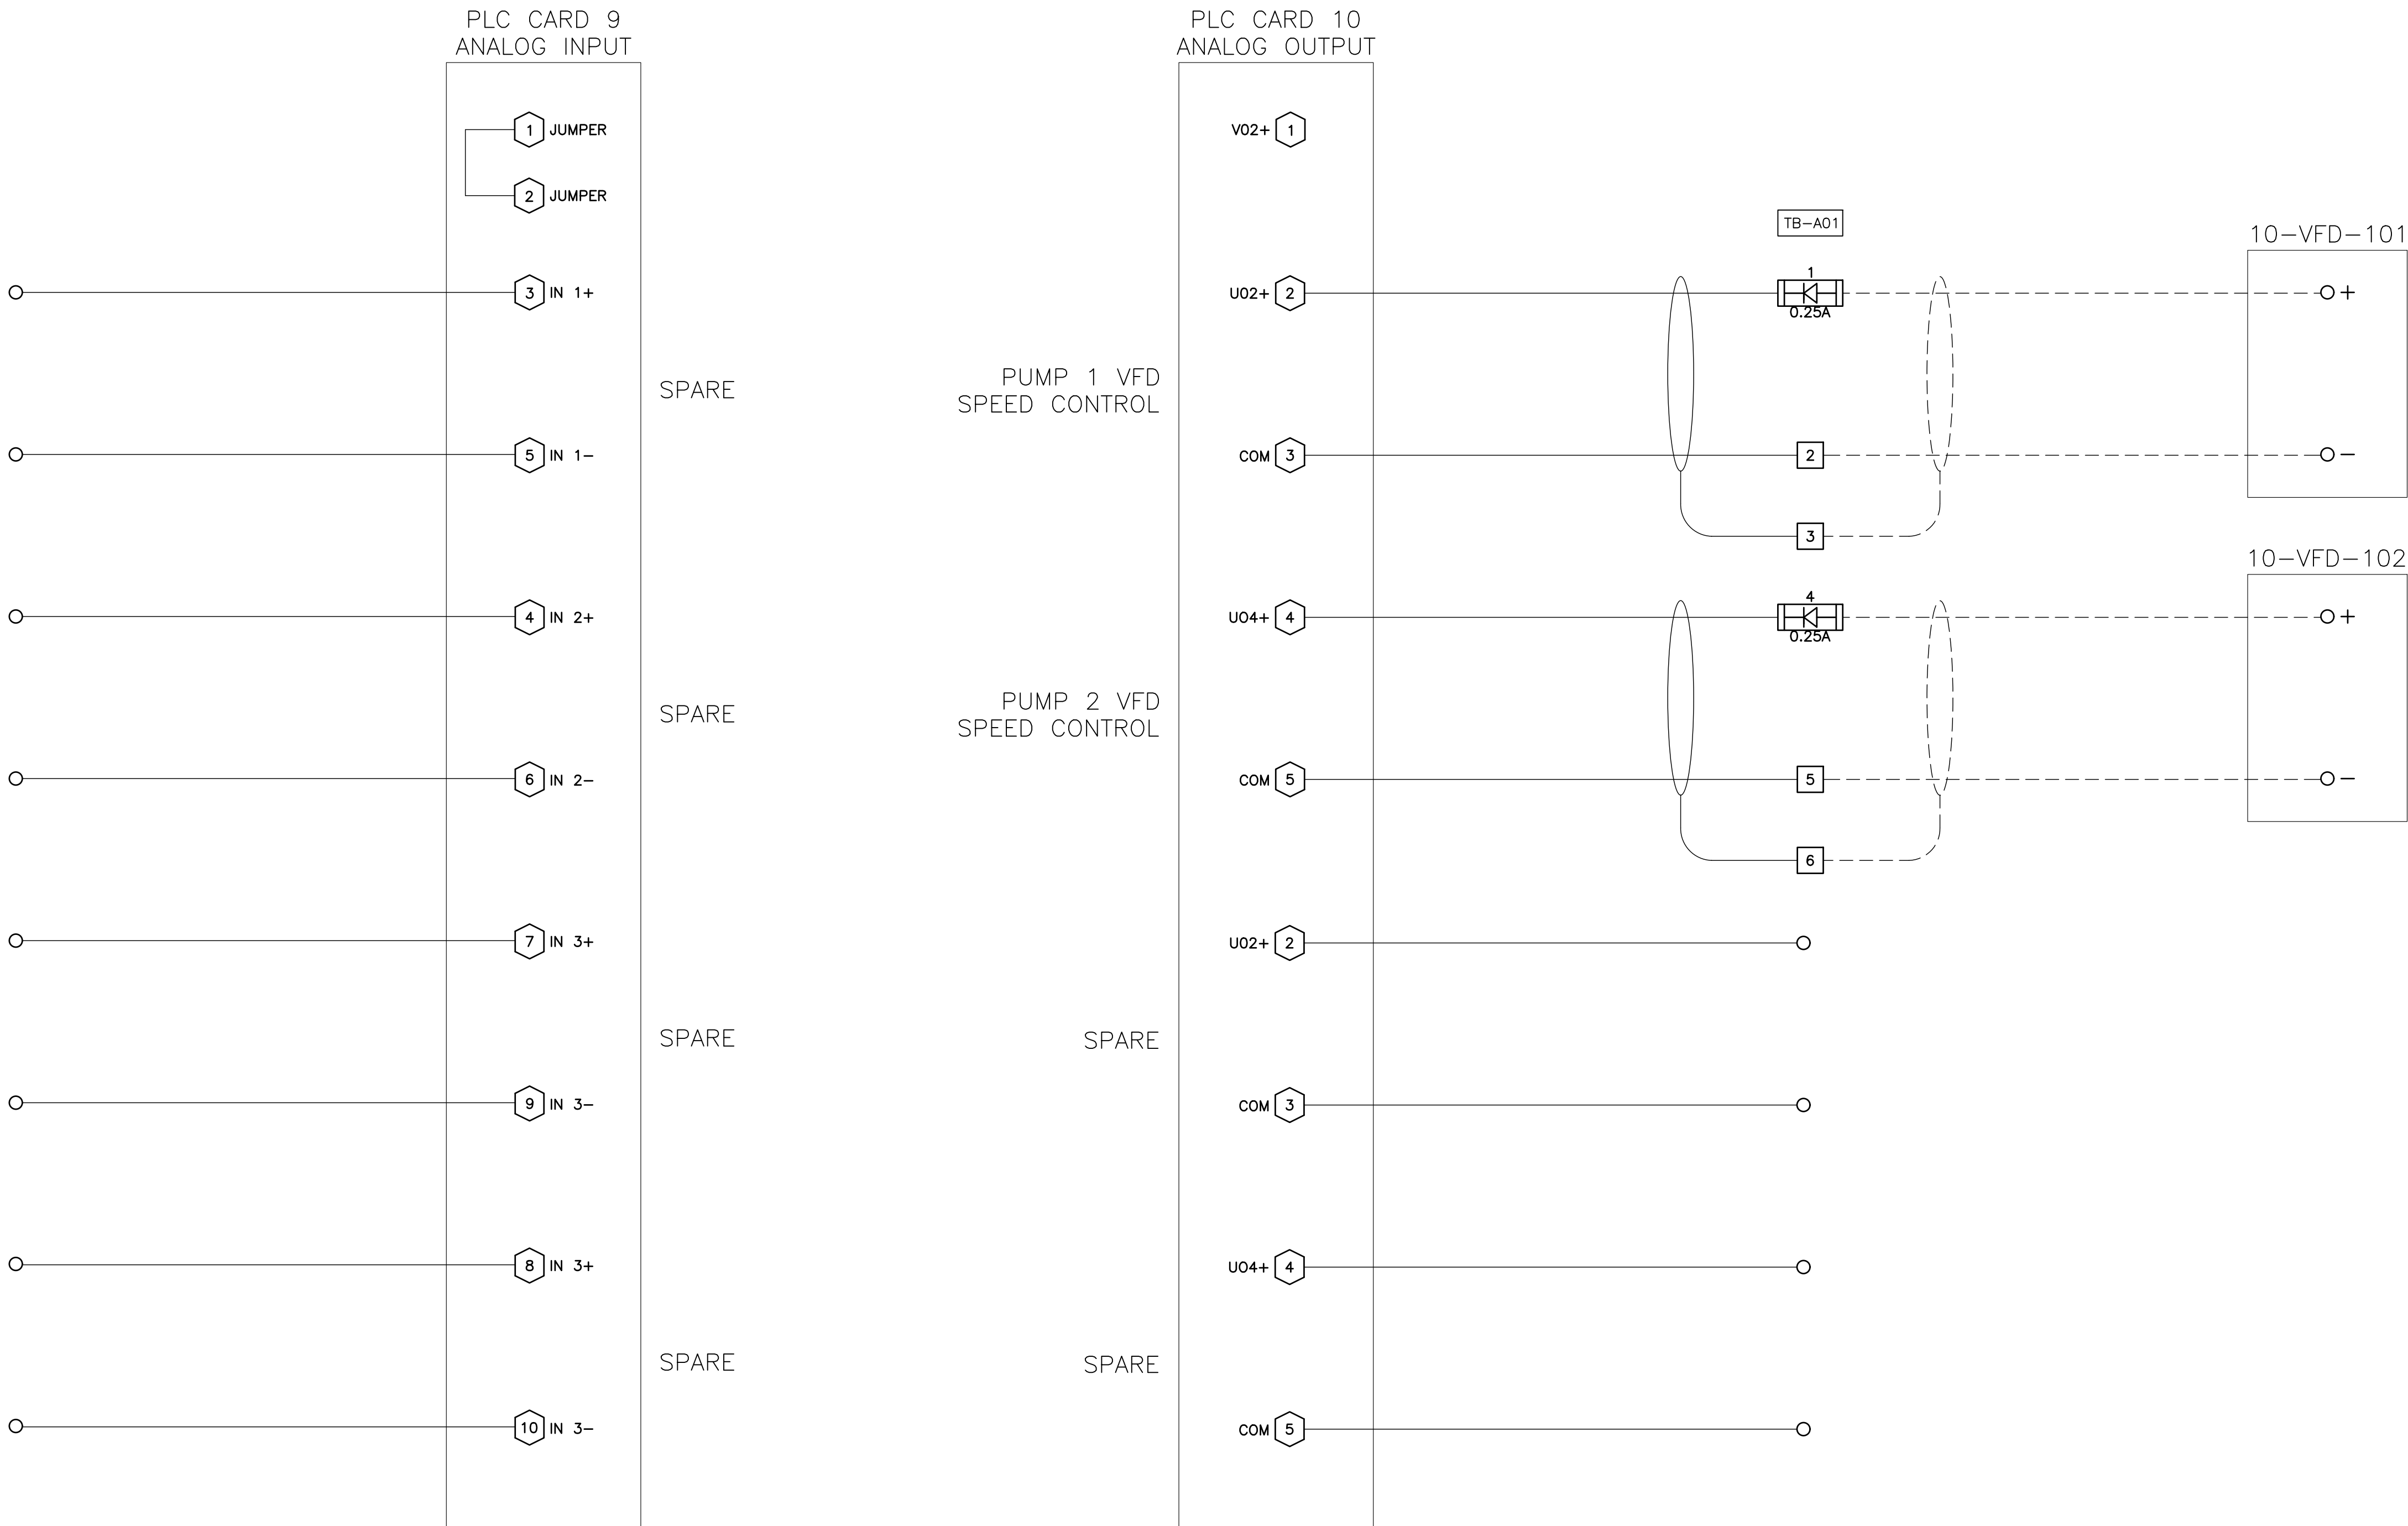 PLC CARD 9
ANALOG INPUT
1 JUMPER
2 JUMPER
3 IN 1+
SPARE
5 IN 1-
4 IN 2+
SPARE
6 IN 2-
7 IN 3+
SPARE
9 IN 3-
8 IN 3+
SPARE
10 IN 3-
PLC CARD 10
ANALOG OUTPUT
V02+ 1
U02+ 2
PUMP 1 VFD
SPEED CONTROL
COM 3
UO4+ 4
PUMP 2 VFD
SPEED CONTROL
COM 5
U02+ 2
SPARE
COM 3
UO4+ 4
SPARE
COM 5
TB-A01
1
0.25A
2
3
4
0.25A
5
6
10-VFD-101
+
-
10-VFD-102
+
-